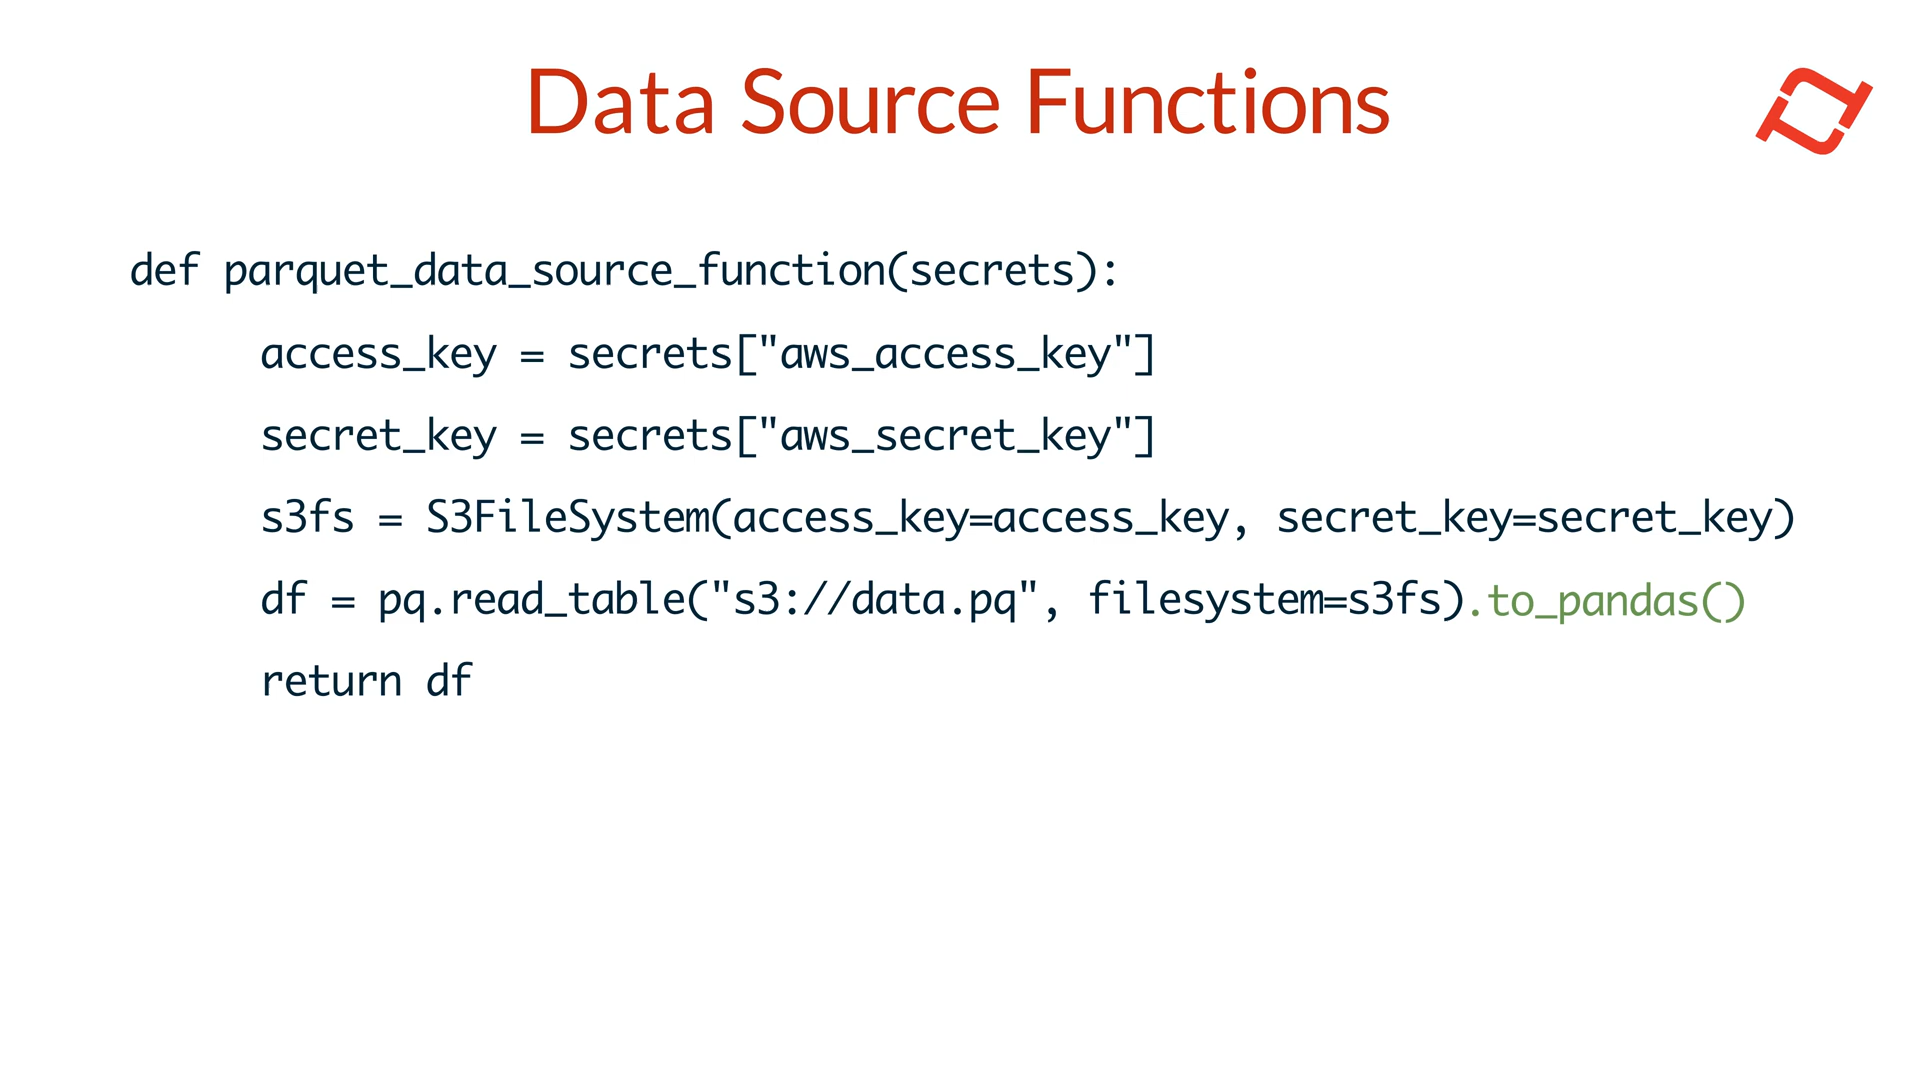 Data Source Functions
def parquet_data_source_function(secrets):
access_key = secrets["aws_access_key"]
secret_key = secrets["aws_secret_key"]
s3fs = S3FileSystem(access_key=access_key, secret_key=secret_key)
df = pq.read_table("s3://data.pq", filesystem=s3fs).to_pandas()
return df